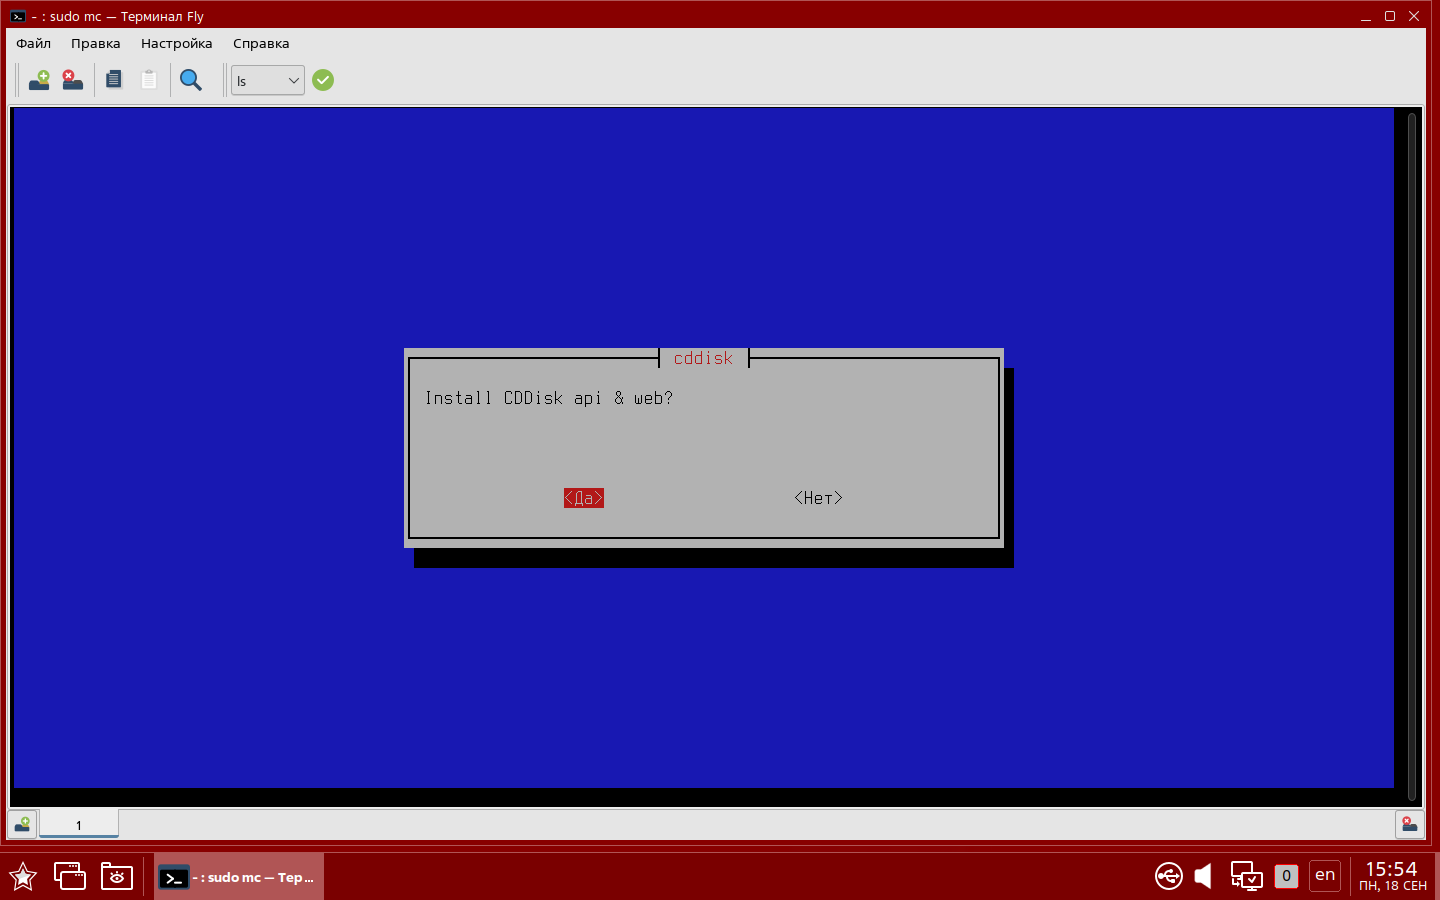 - : sudo mc — Терминал Fly
Файл Правка Настройка Справка
ls
cddisk
Install CDDisk api & web?
<Да> <Нет>
1
- : sudo mc — Тер...
0
en
15:54
ПН, 18 СЕН